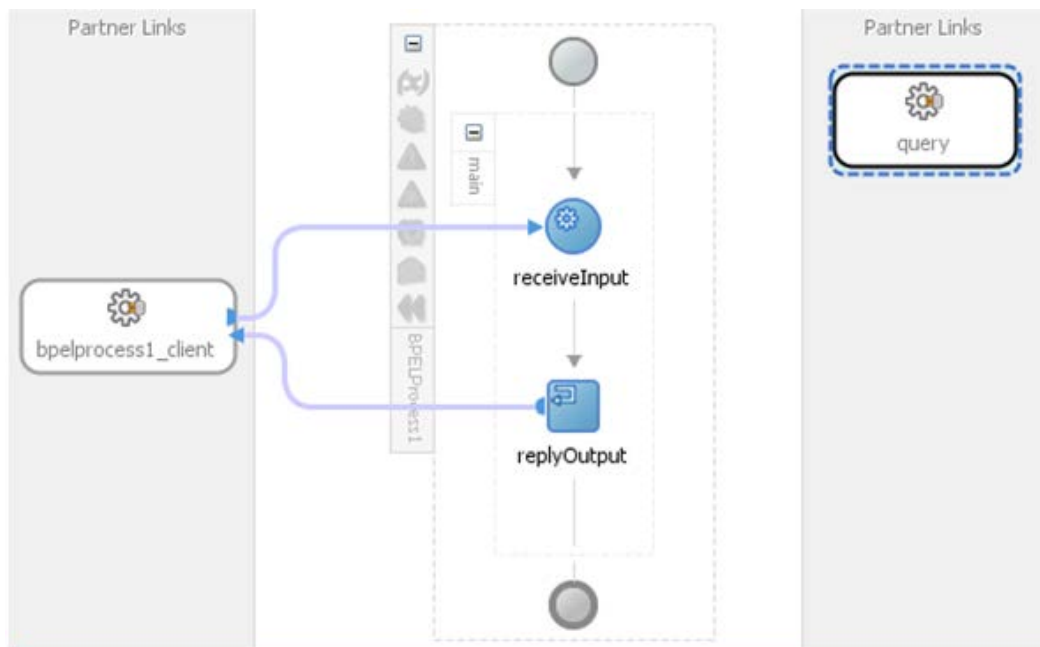 Partner Links
Partner Links
query
main
receiveInput
bpelprocess1_client
BPELProcess1
replyOutput